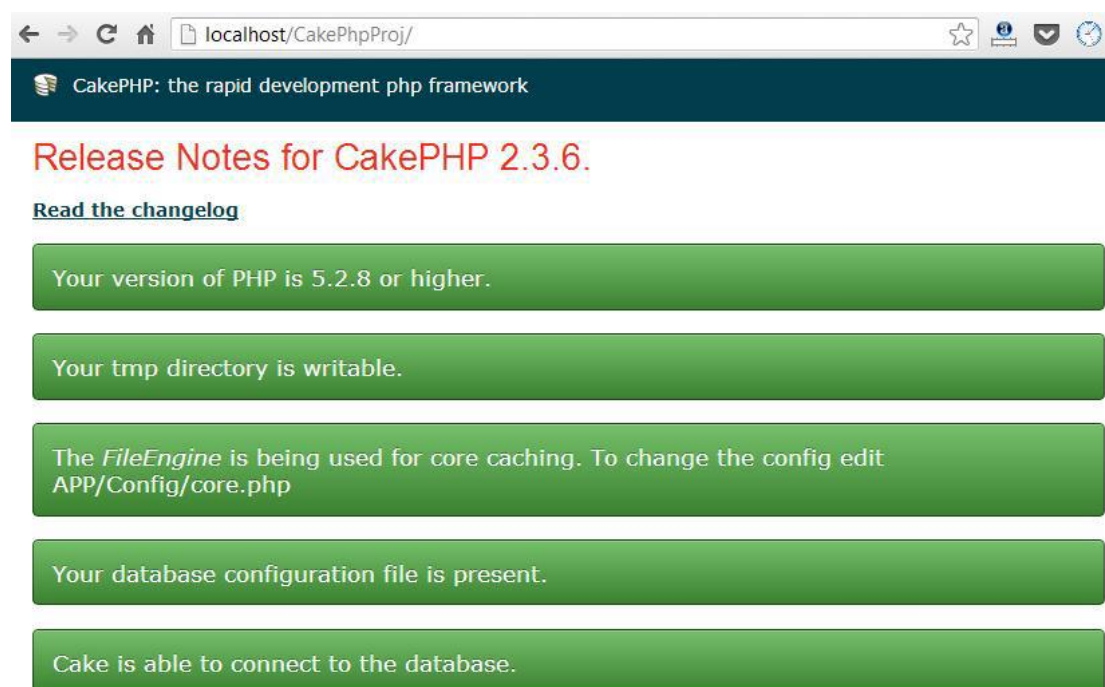 localhost/CakePhpProj/
CakePHP: the rapid development php framework
Release Notes for CakePHP 2.3.6.
Read the changelog
Your version of PHP is 5.2.8 or higher.
Your tmp directory is writable.
The FileEngine is being used for core caching. To change the config edit
APP/Config/core.php
Your database configuration file is present.
Cake is able to connect to the database.